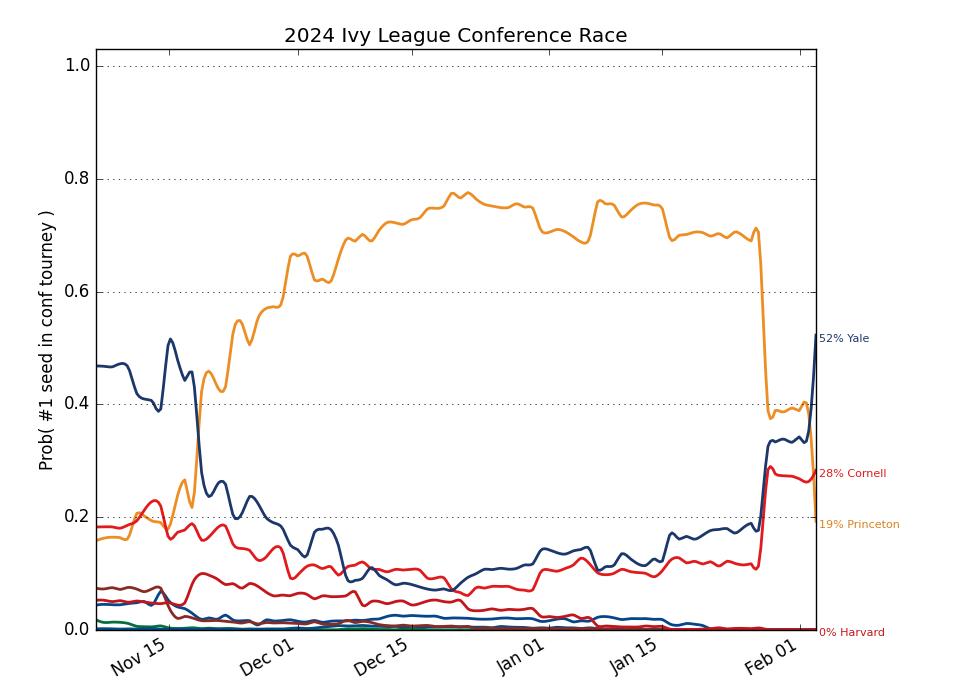 2024 Ivy League Conference Race
Prob( #1 seed in conf tourney )
1.0
0.8
0.6
0.4
0.2
0.0
52% Yale
28% Cornell
19% Princeton
0% Harvard
Nov 15
Dec 01
Dec 15
Jan 01
Jan 15
Feb 01